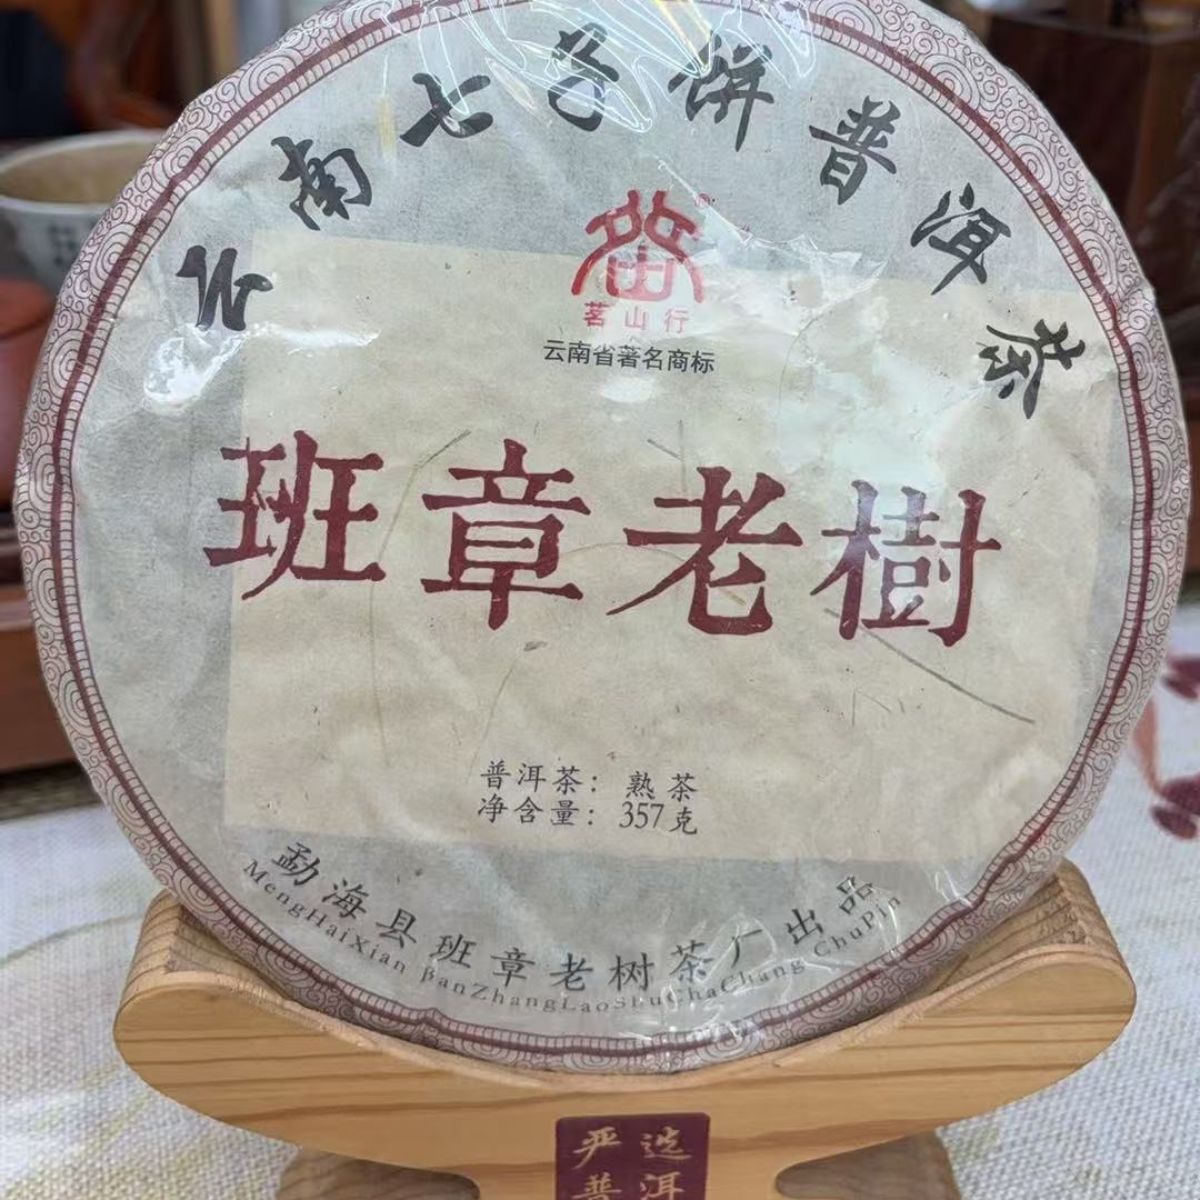 云南七子饼普洱茶
茗山行
云南省著名商标
班章老樹
普洱茶：熟茶
净含量：357克
勐海县班章老树茶厂出品
MengHaiXian BanZhangLaoShuChaChang ChuPin
严选
普洱